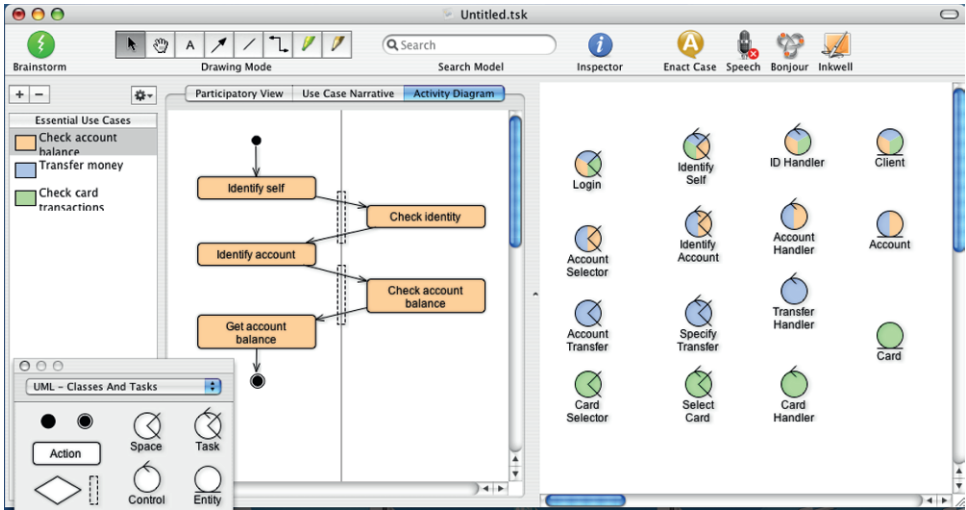 Untitled.tsk
Brainstorm
A
Drawing Mode
Search
Search Model
i
Inspector
A
Enact Case
Speech
Bonjour
Inkwell
+ −
Participatory View
Use Case Narrative
Activity Diagram
Essential Use Cases
Check account
balance
Transfer money
Check card
transactions
Identify self
Check identity
Identify account
Check account
balance
Get account
balance
UML - Classes And Tasks
Action
Space
Task
Control
Entity
Login
Identify
Self
ID Handler
Client
Account
Selector
Identify
Account
Account
Handler
Account
Account
Transfer
Specify
Transfer
Transfer
Handler
Card
Card
Selector
Select
Card
Card
Handler